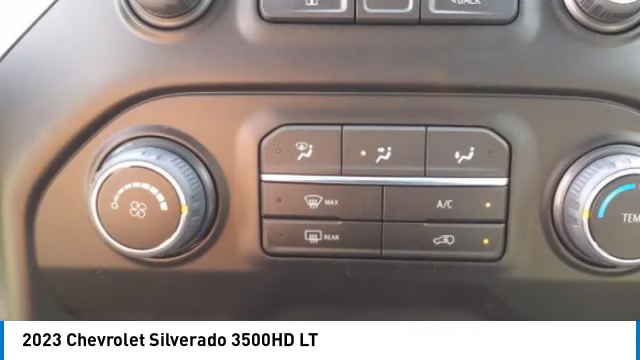 BACK
MAX
A/C
REAR
TEM
2023 Chevrolet Silverado 3500HD LT